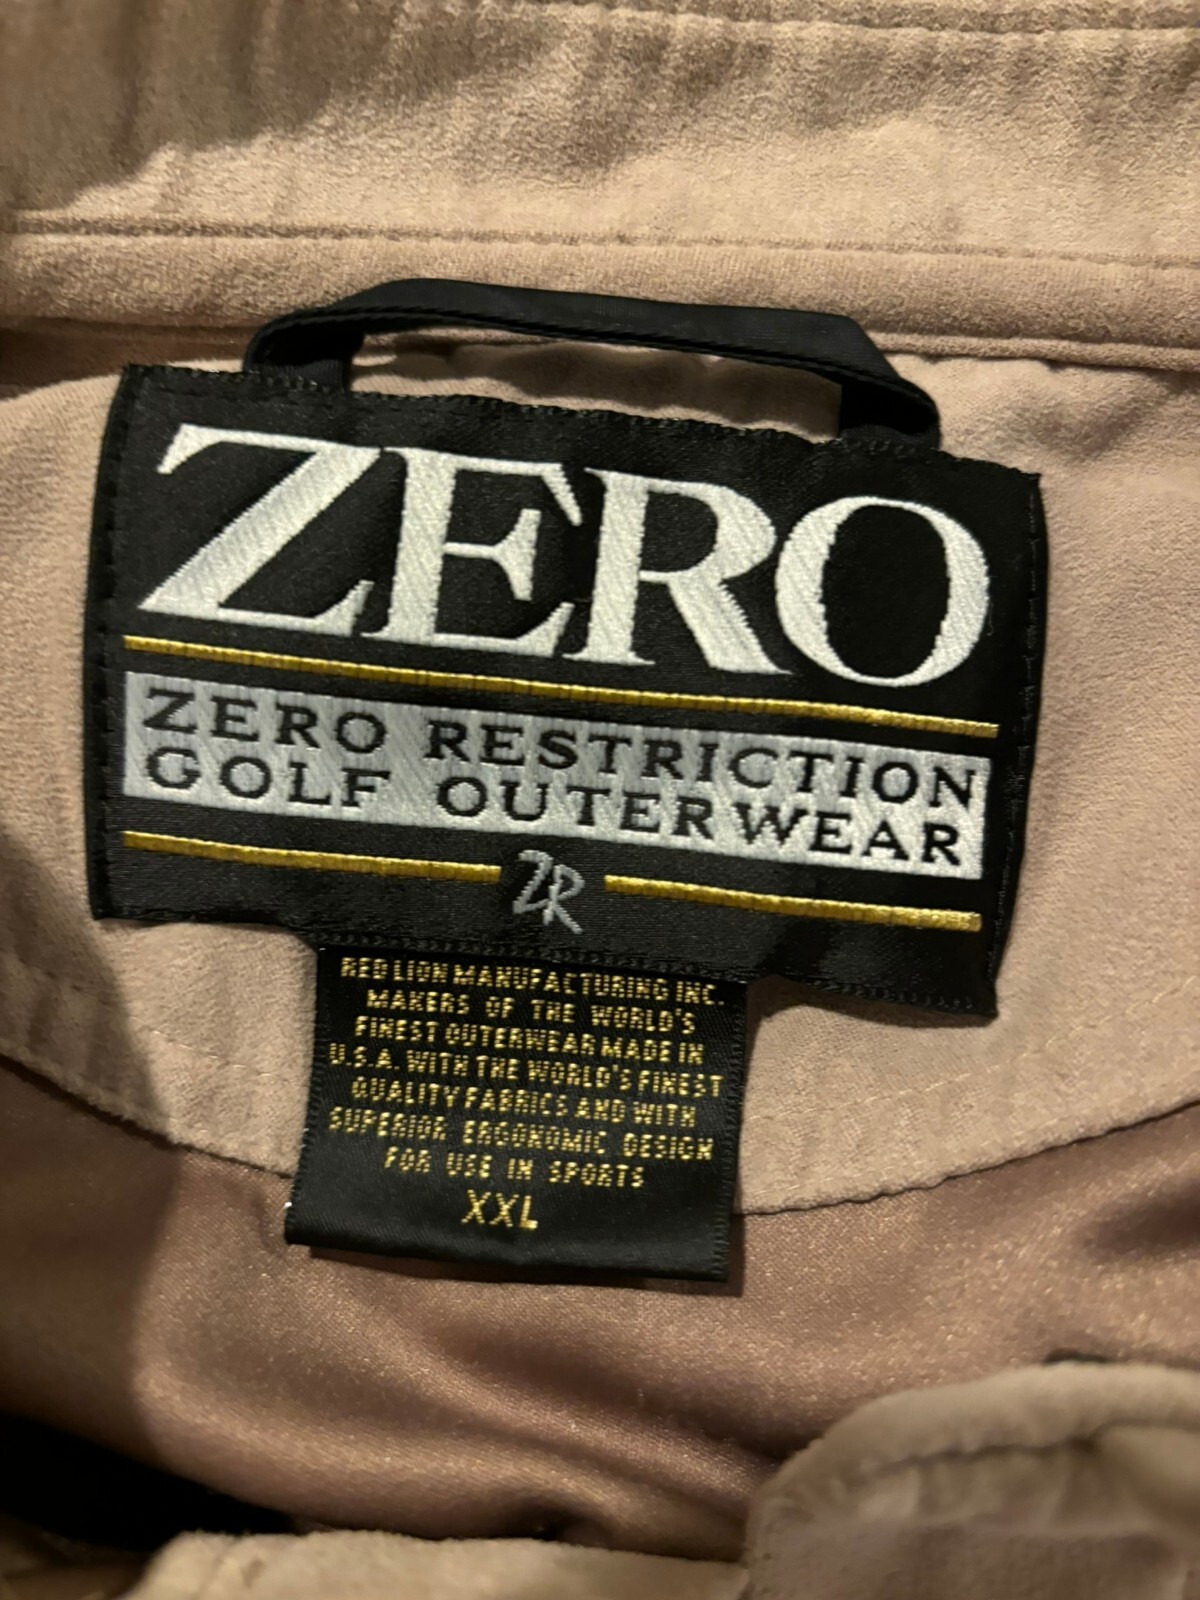 ZERO
ZERO RESTRICTION
GOLF OUTERWEAR
ZR
RED LION MANUFACTURING INC.
MAKERS OF THE WORLD'S
FINEST OUTERWEAR MADE IN
U.S.A. WITH THE WORLD'S FINEST
QUALITY FABRICS AND WITH
SUPERIOR ERGONOMIC DESIGN
FOR USE IN SPORTS
XXL